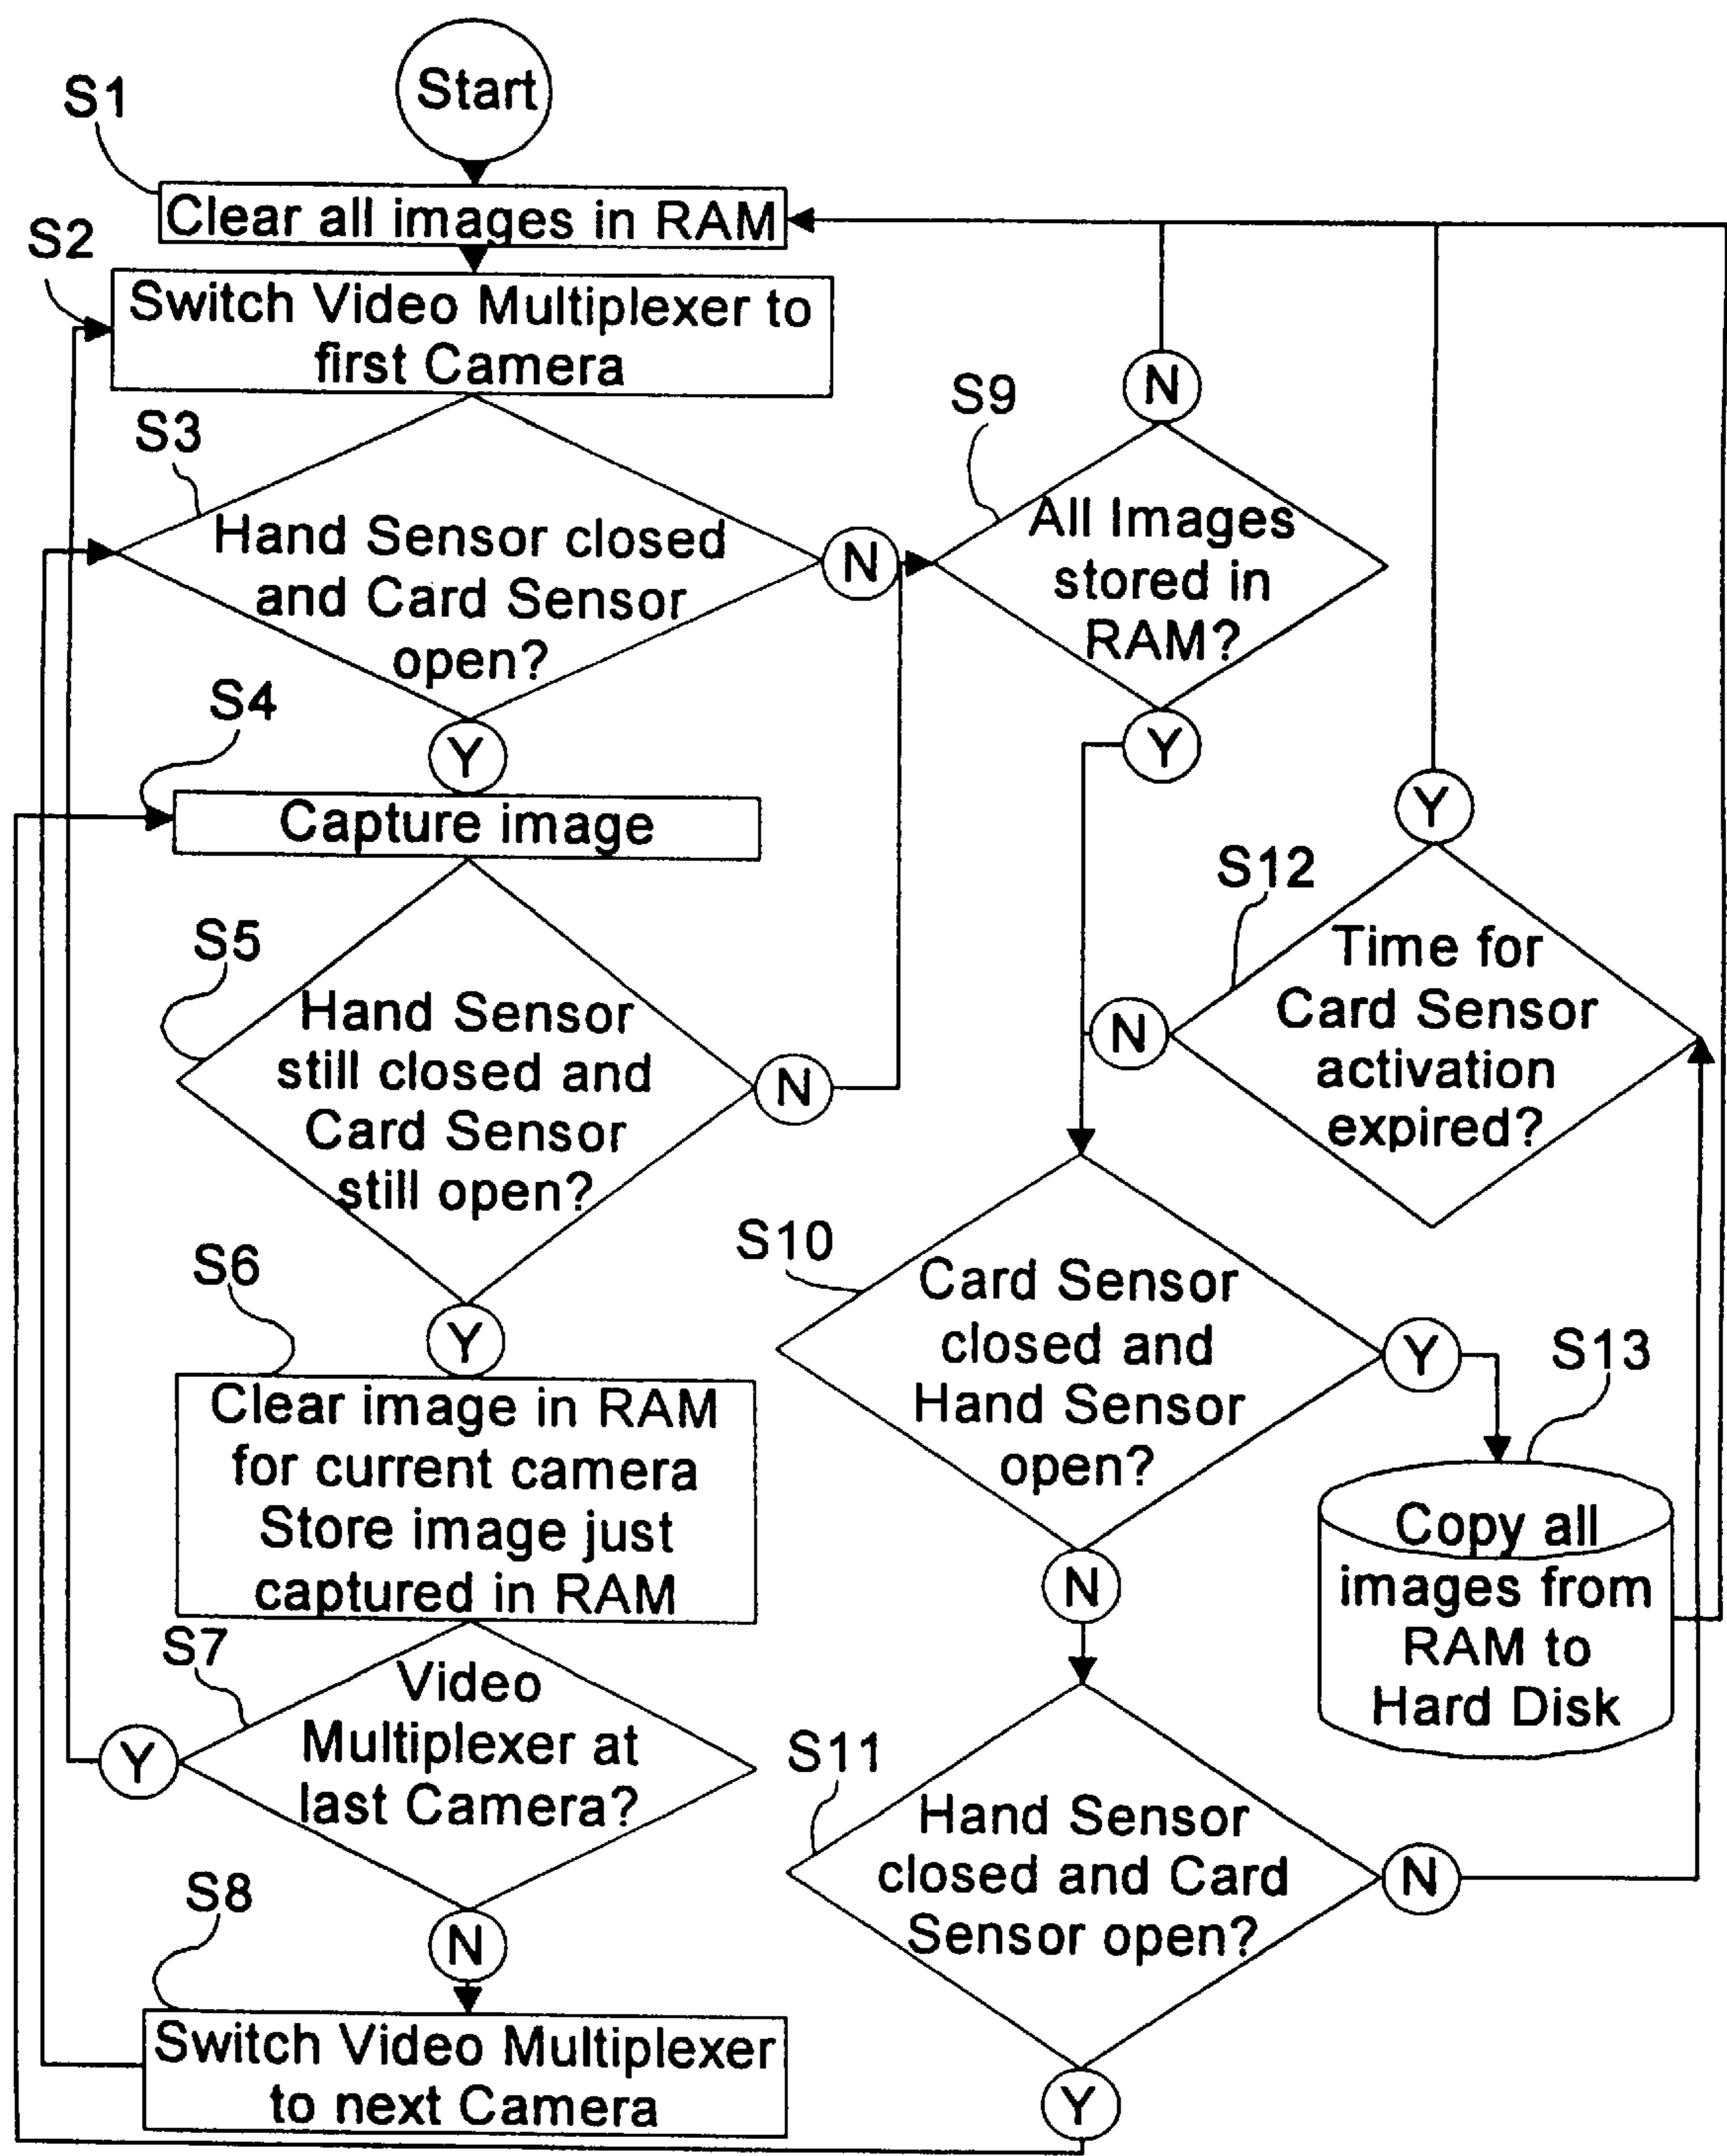 Start
S1
Clear all images in RAM
S2
Switch Video Multiplexer to
first Camera
S3
Hand Sensor closed
and Card Sensor
open?
N
Y
S4
Capture image
S5
Hand Sensor
still closed and
Card Sensor
still open?
N
Y
S6
Clear image in RAM
for current camera
Store image just
captured in RAM
S7
Video
Multiplexer at
last Camera?
Y
N
S8
Switch Video Multiplexer
to next Camera
S9
N
All Images
stored in
RAM?
Y
S12
Y
Time for
Card Sensor
activation
expired?
N
S10
Card Sensor
closed and
Hand Sensor
open?
Y
N
S13
Copy all
images from
RAM to
Hard Disk
S11
Hand Sensor
closed and Card
Sensor open?
N
Y